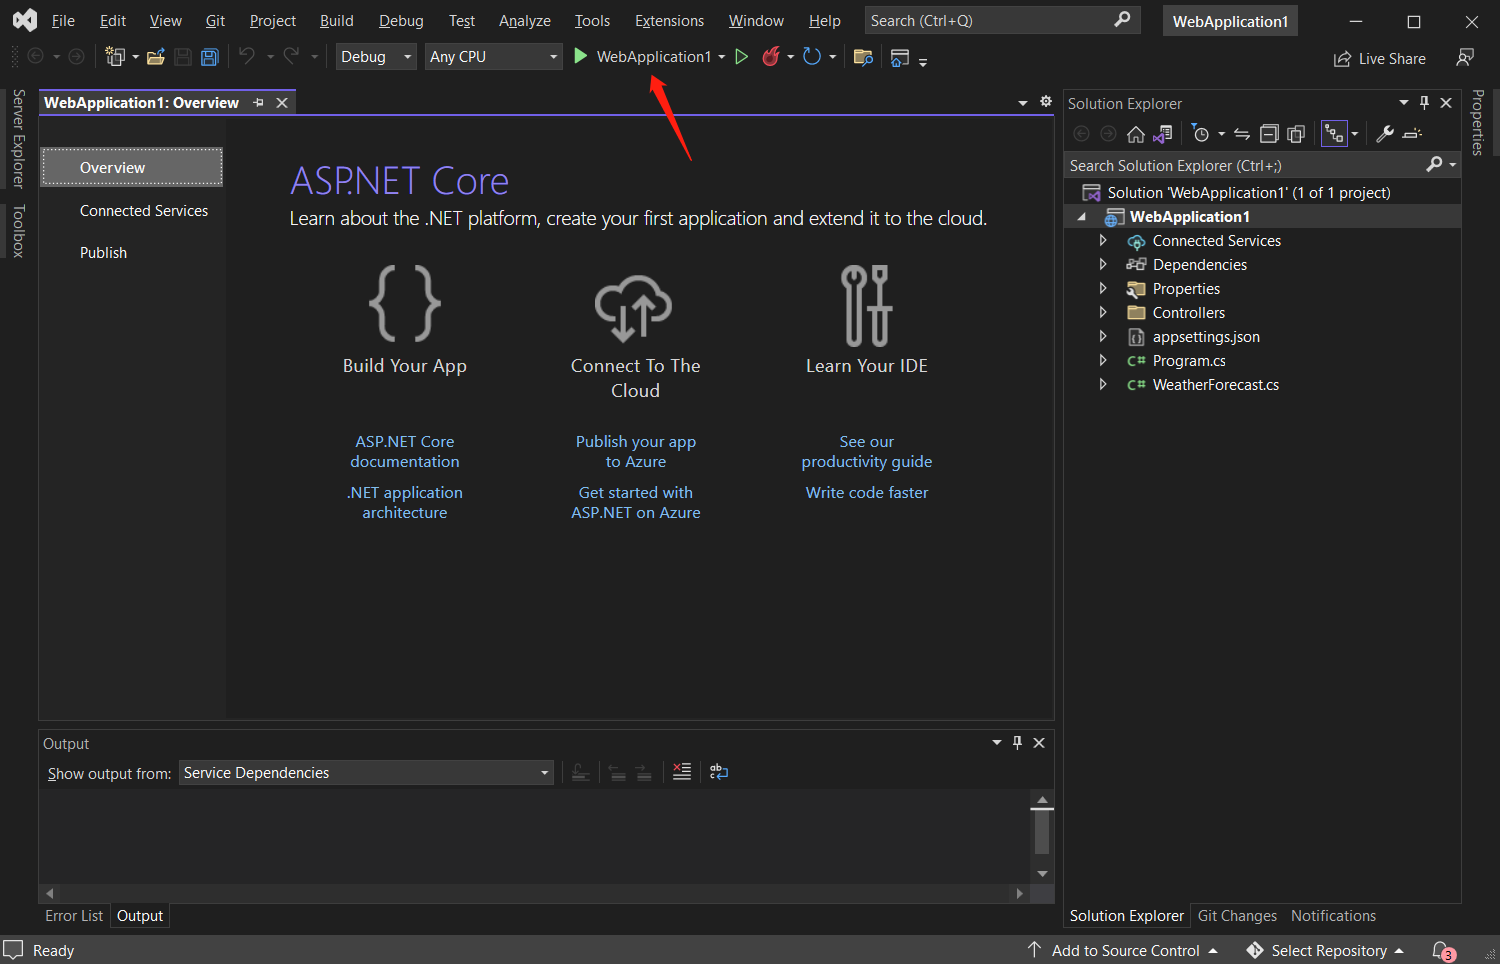 File Edit View Git Project Build Debug Test Analyze Tools Extensions Window Help Search (Ctrl+Q) WebApplication1
Debug Any CPU WebApplication1 Live Share
Server Explorer
Toolbox
WebApplication1: Overview
Overview
Connected Services
Publish
ASP.NET Core
Learn about the .NET platform, create your first application and extend it to the cloud.
Build Your App
Connect To The
Cloud
Learn Your IDE
ASP.NET Core
documentation
.NET application
architecture
Publish your app
to Azure
Get started with
ASP.NET on Azure
See our
productivity guide
Write code faster
Output
Show output from: Service Dependencies
Error List Output
Solution Explorer
Search Solution Explorer (Ctrl+;)
Solution 'WebApplication1' (1 of 1 project)
WebApplication1
Connected Services
Dependencies
Properties
Controllers
appsettings.json
C# Program.cs
C# WeatherForecast.cs
Solution Explorer Git Changes Notifications
Properties
Ready Add to Source Control Select Repository 3